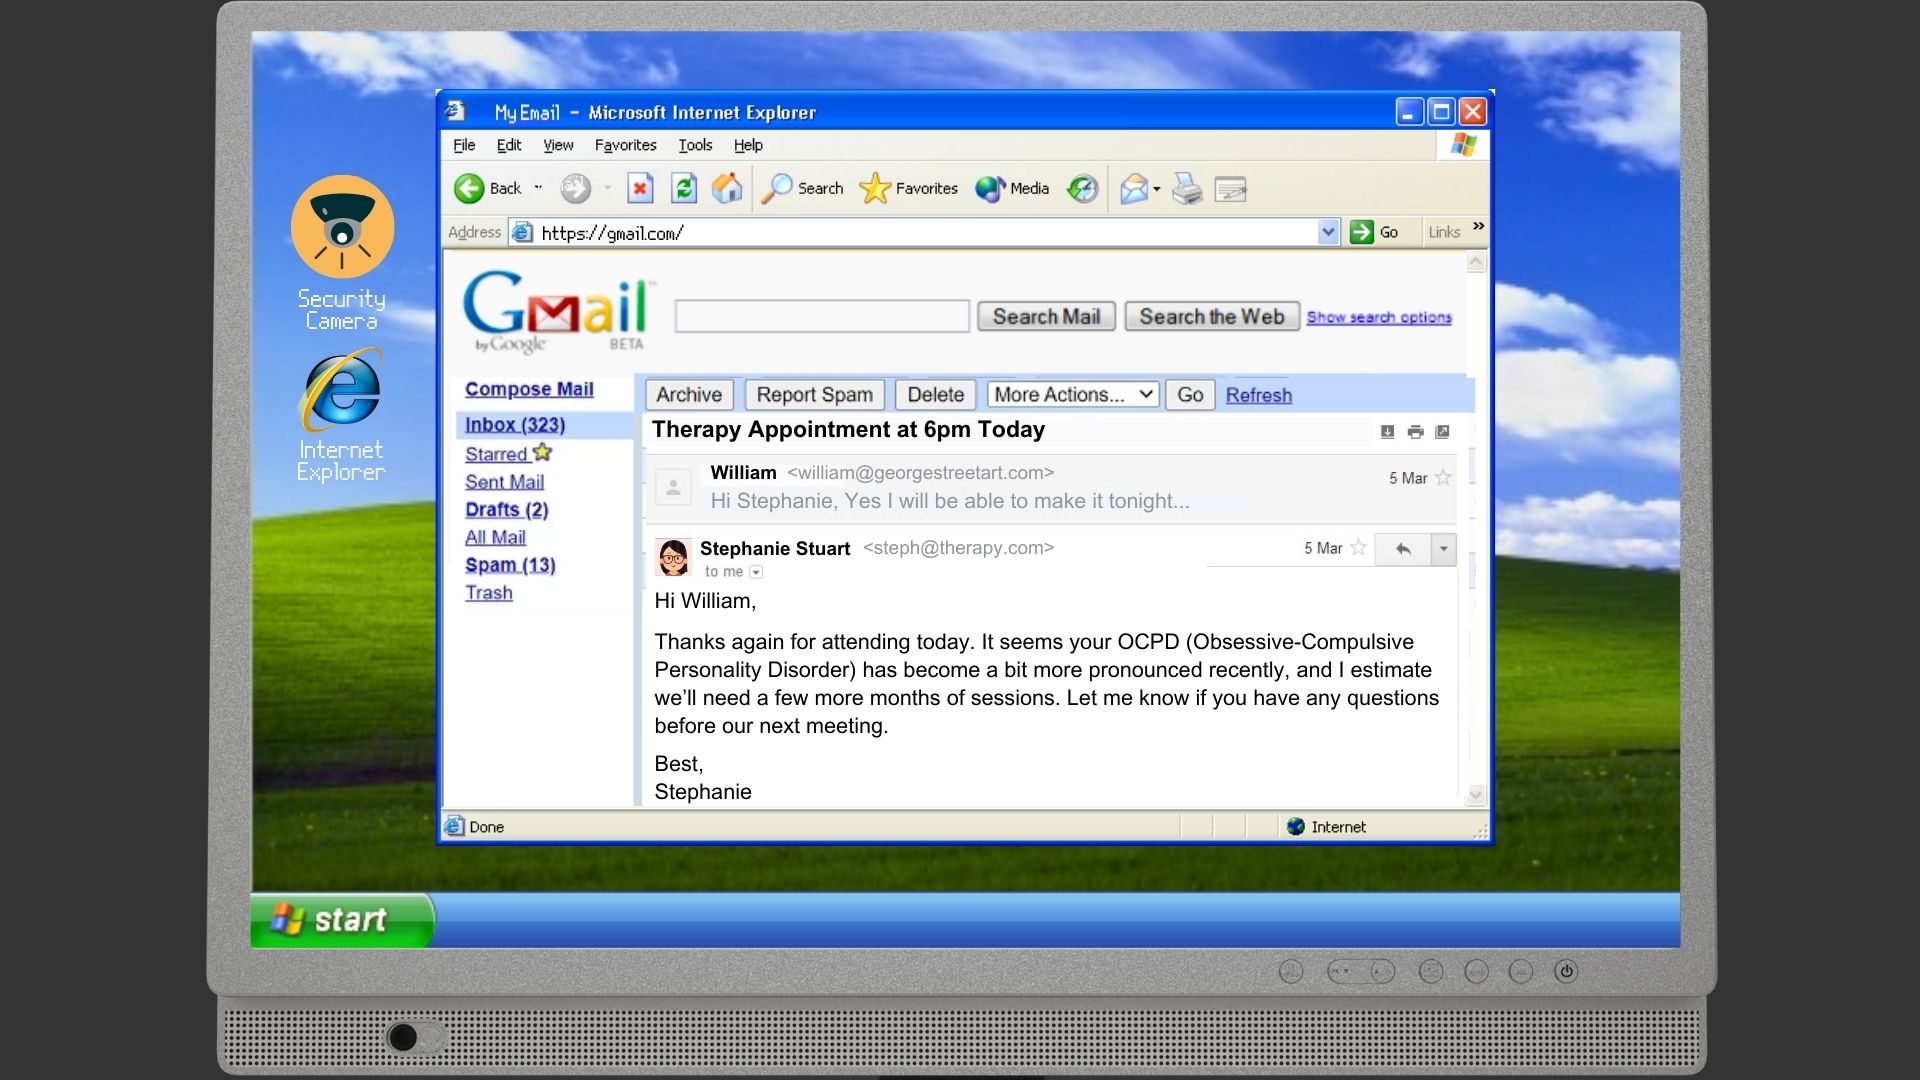 My Email - Microsoft Internet Explorer
File Edit View Favorites Tools Help
Back Search Favorites Media
Address https://gmail.com/ Go Links »
Security
Camera
Internet
Explorer
Gmail
by Google BETA
Search Mail Search the Web Show search options
Compose Mail
Inbox (323)
Starred
Sent Mail
Drafts (2)
All Mail
Spam (13)
Trash
Archive Report Spam Delete More Actions... Go Refresh
Therapy Appointment at 6pm Today
William <william@georgestreetart.com> 5 Mar
Hi Stephanie, Yes I will be able to make it tonight...
Stephanie Stuart <steph@therapy.com> 5 Mar
to me
Hi William,
Thanks again for attending today. It seems your OCPD (Obsessive-Compulsive
Personality Disorder) has become a bit more pronounced recently, and I estimate
we’ll need a few more months of sessions. Let me know if you have any questions
before our next meeting.
Best,
Stephanie
Done Internet
start